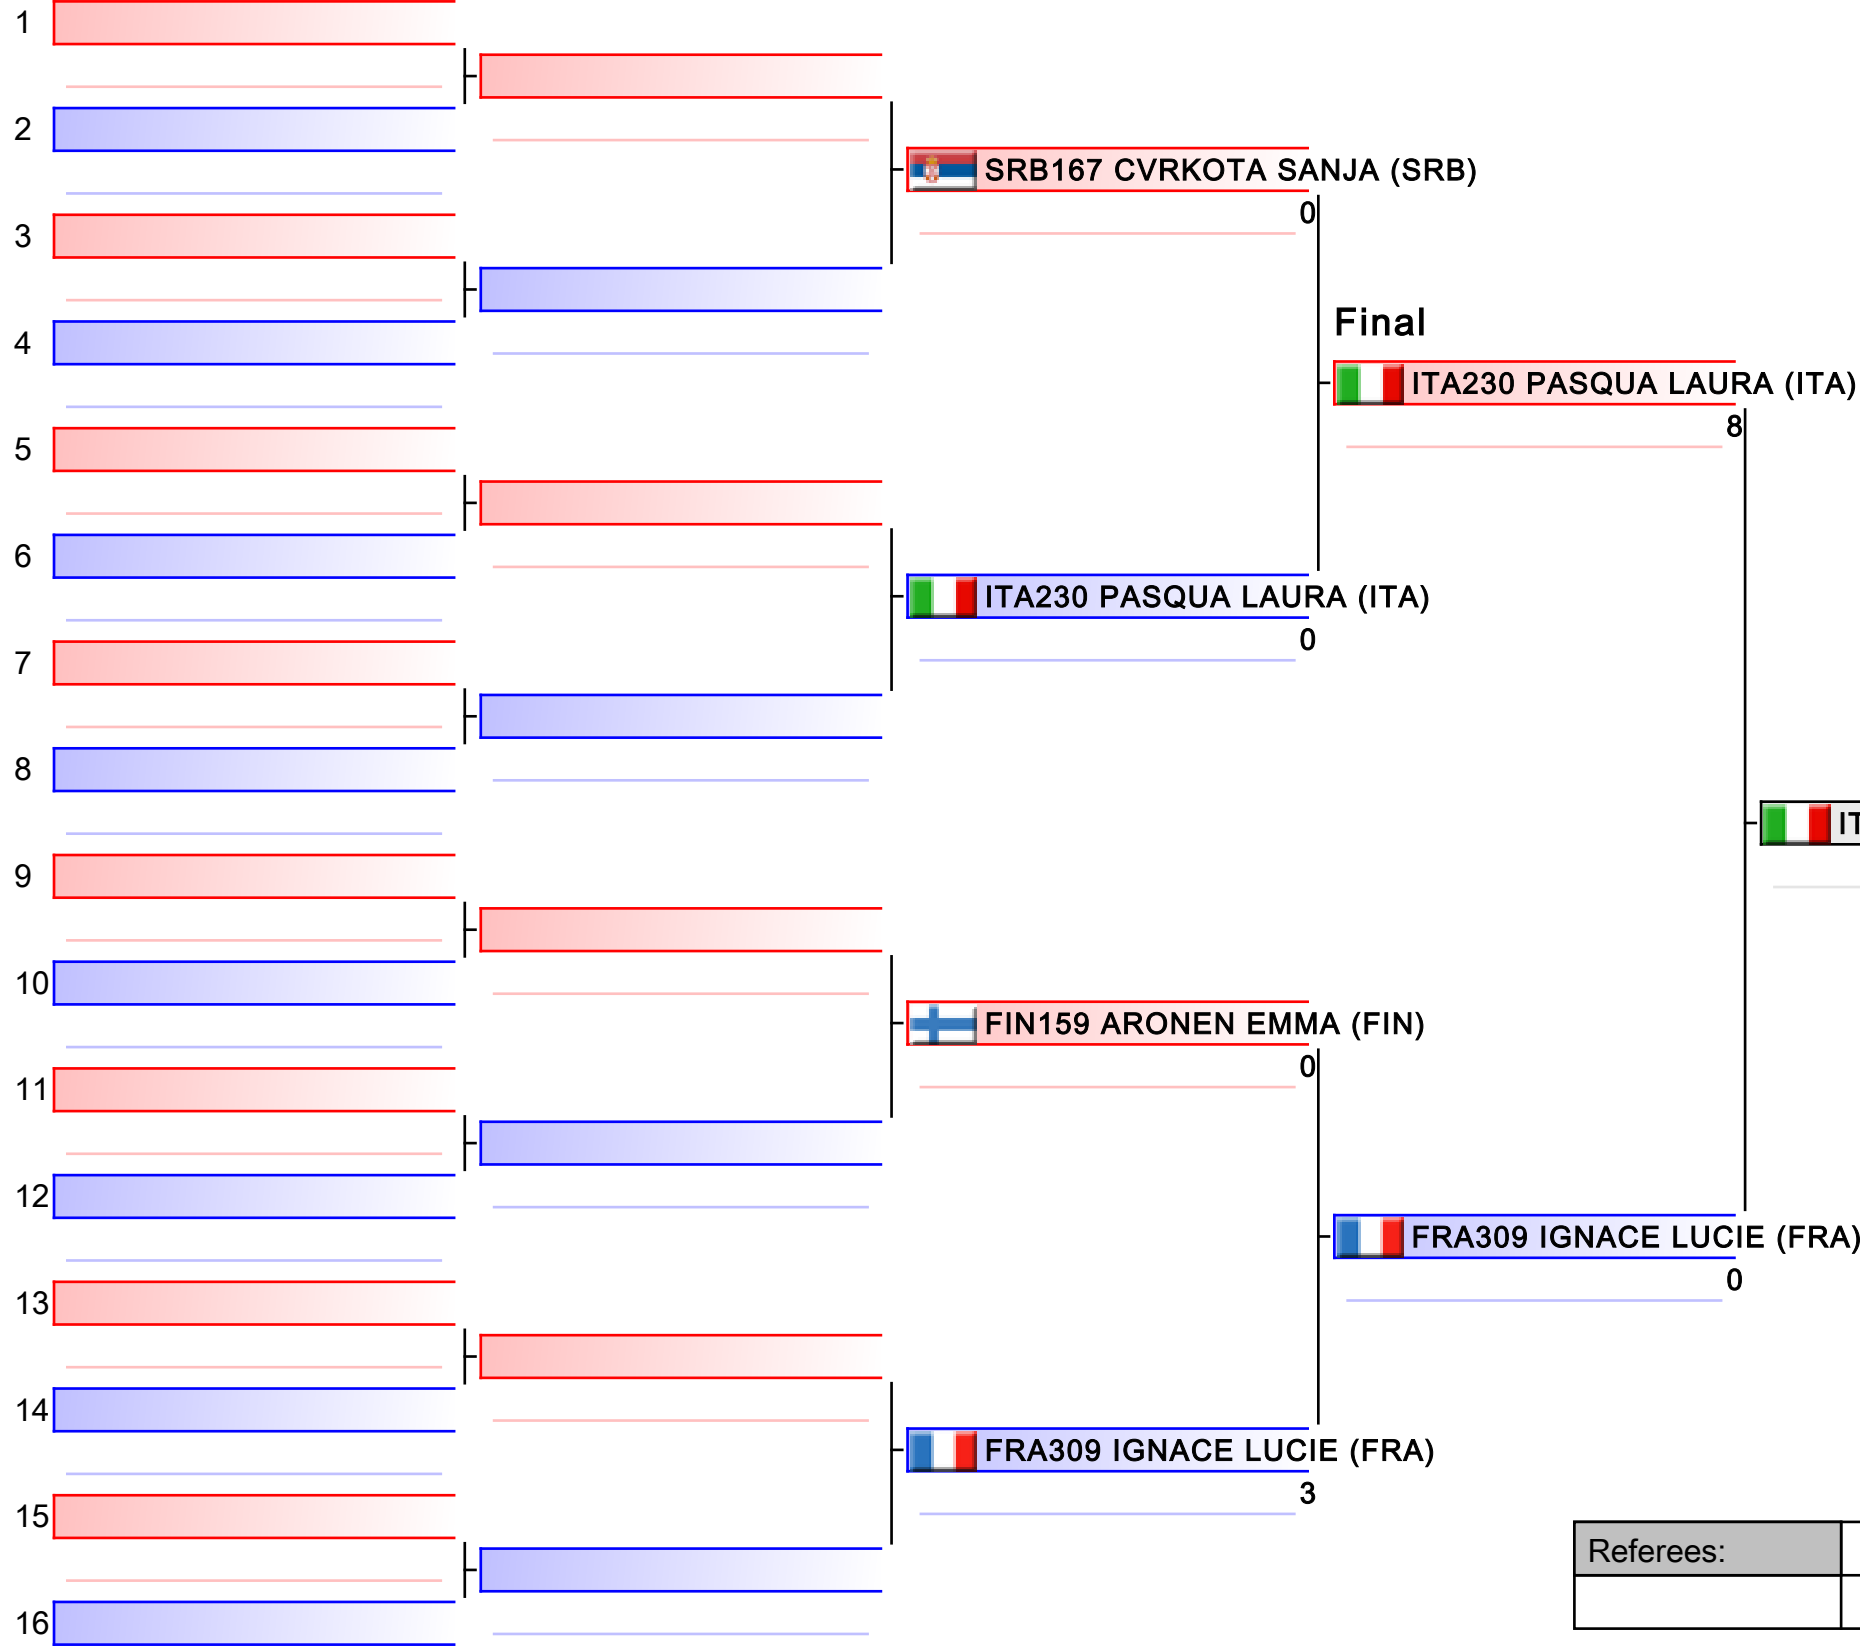 1
2
SRB167 CVRKOTA SANJA (SRB)
0
3
Final
4
ITA230 PASQUA LAURA (ITA)
8
5
6
ITA230 PASQUA LAURA (ITA)
0
7
8
IT
9
10
FIN159 ARONEN EMMA (FIN)
0
11
12
FRA309 IGNACE LUCIE (FRA)
0
13
14
FRA309 IGNACE LUCIE (FRA)
3
15
Referees:
16